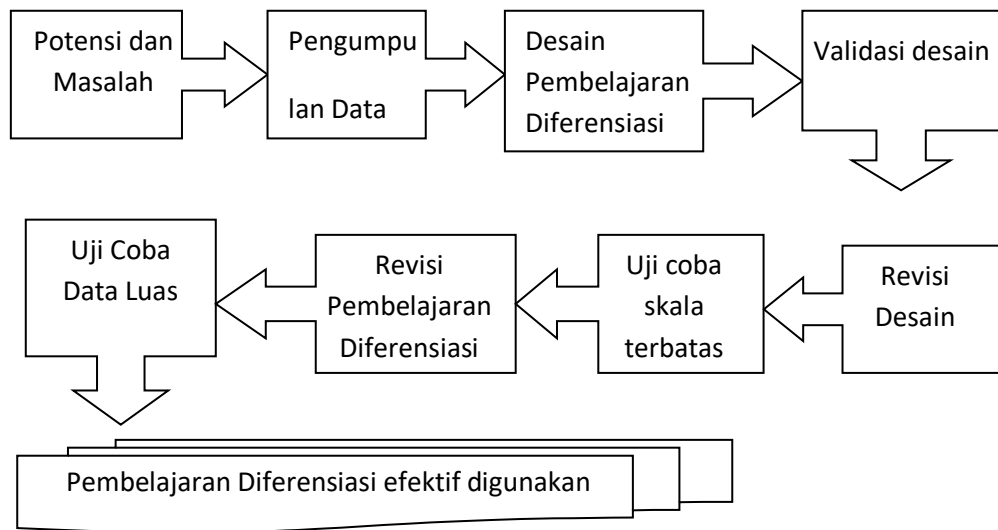 Potensi dan
Masalah
Pengumpu
lan Data
Desain
Pembelajaran
Diferensiasi
Validasi desain
Revisi
Desain
Uji coba
skala
terbatas
Revisi
Pembelajaran
Diferensiasi
Uji Coba
Data Luas
Pembelajaran Diferensiasi efektif digunakan